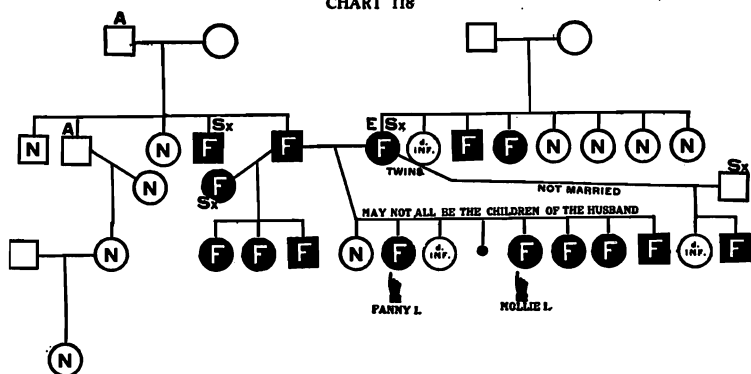 CHART 118
A
A Sx E Sx
N N F F F d. INF. F F N N N N
TWINS
N F Sx NOT MARRIED Sx
MAY NOT ALL BE THE CHILDREN OF THE HUSBAND
N F F F N F d. INF. F F F F d. INF. F
FANNY I. MOLLIE I.
N